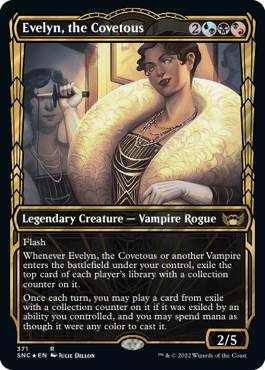 Evelyn, the Covetous 2
Legendary Creature — Vampire Rogue
Flash
Whenever Evelyn, the Covetous or another Vampire
enters the battlefield under your control, exile the
top card of each player's library with a collection
counter on it.
Once each turn, you may play a card from exile
with a collection counter on it if it was exiled by an
ability you controlled, and you may spend mana as
though it were any color to cast it.
2/5
371 R
SNC ★ EN JULIE DILLON ™ & © 2022 Wizards of the Coast